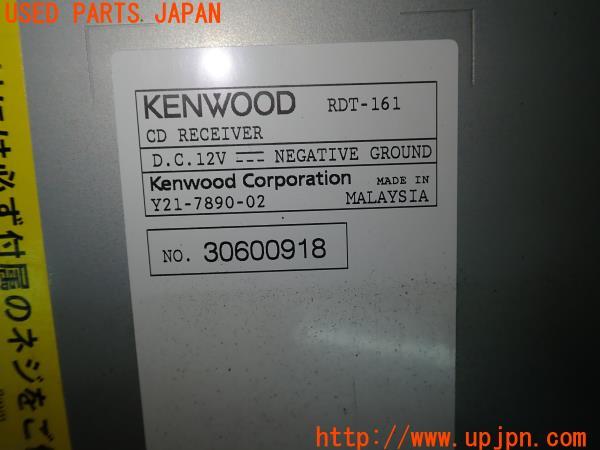 USED PARTS JAPAN
KENWOOD RDT-161
CD RECEIVER
D.C.12V NEGATIVE GROUND
Kenwood Corporation MADE IN
Y21-7890-02 MALAYSIA
NO. 30600918
は必ず付属のネジをご
http://www.upjpn.com/